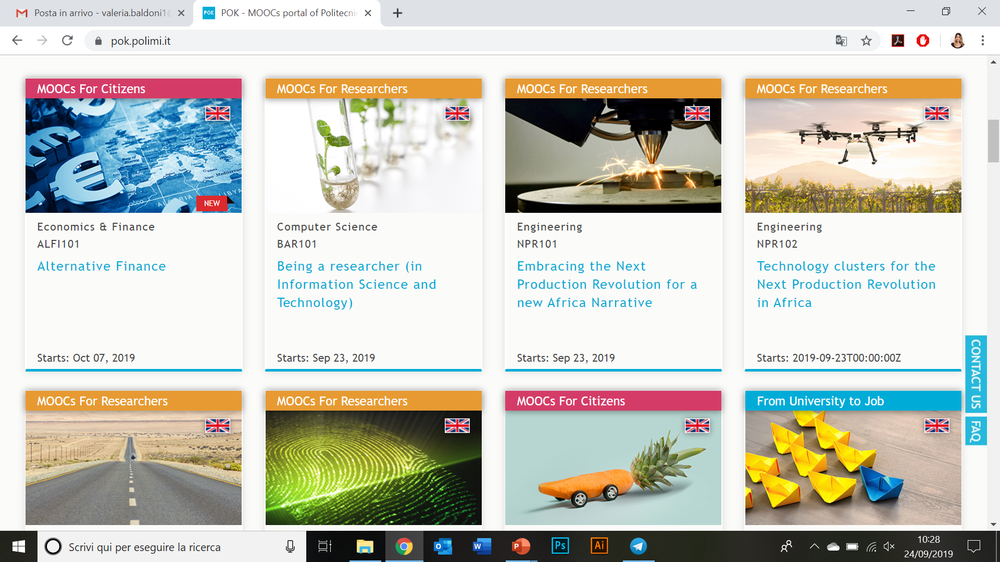 Posta in arrivo - valeria.baldoni1@
POK
POK - MOOCs portal of Politecni
pok.polimi.it
MOOCs For Citizens
NEW
Economics & Finance
ALFI101
Alternative Finance
Starts: Oct 07, 2019
MOOCs For Researchers
Computer Science
BAR101
Being a researcher (in
Information Science and
Technology)
Starts: Sep 23, 2019
MOOCs For Researchers
Engineering
NPR101
Embracing the Next
Production Revolution for a
new Africa Narrative
Starts: Sep 23, 2019
MOOCs For Researchers
Engineering
NPR102
Technology clusters for the
Next Production Revolution
in Africa
Starts: 2019-09-23T00:00:00Z
MOOCs For Researchers
MOOCs For Researchers
MOOCs For Citizens
From University to Job
CONTACT US
FAQ
Scrivi qui per eseguire la ricerca
Ps
Ai
10:28
24/09/2019